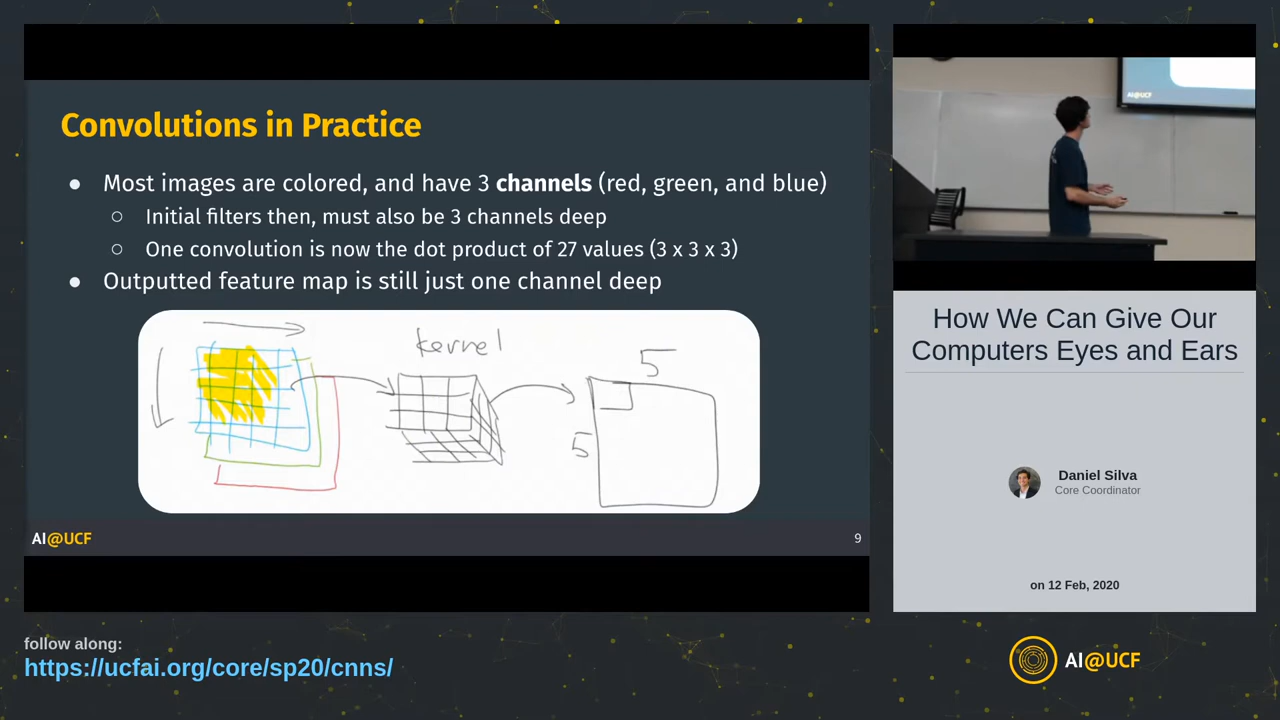 Convolutions in Practice
● Most images are colored, and have 3 channels (red, green, and blue)
○ Initial filters then, must also be 3 channels deep
○ One convolution is now the dot product of 27 values (3 x 3 x 3)
● Outputted feature map is still just one channel deep
kernel
5
5
AI@UCF
9
AI@UCF
How We Can Give Our
Computers Eyes and Ears
Daniel Silva
Core Coordinator
on 12 Feb, 2020
follow along:
https://ucfai.org/core/sp20/cnns/
AI@UCF